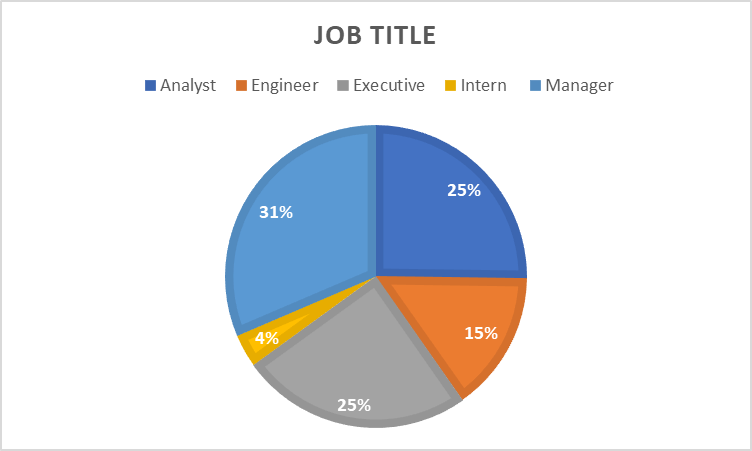 JOB TITLE
Analyst Engineer Executive Intern Manager
25%
31%
15%
4%
25%